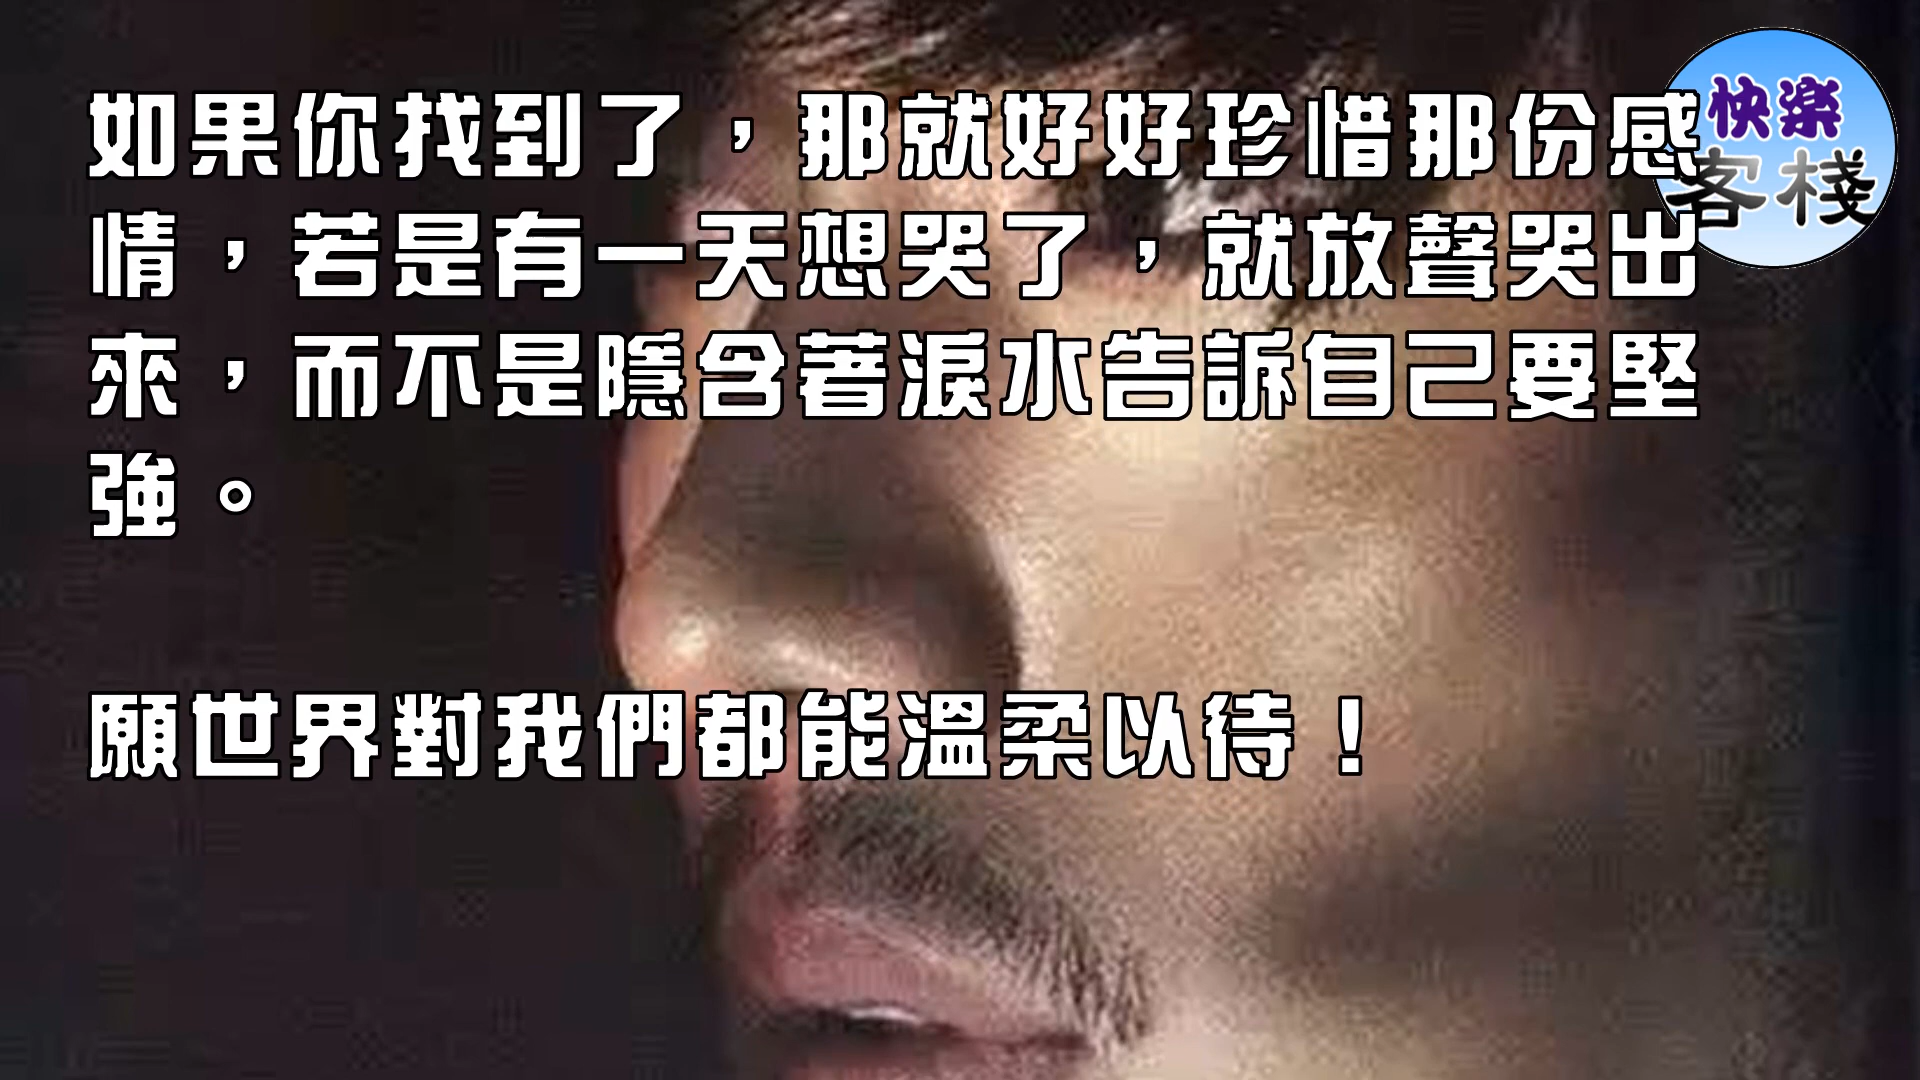 如果你找到了，那就好好珍惜那份感
情，若是有一天想哭了，就放聲哭出
來，而不是隱含著淚水告訴自己要堅
強。
願世界對我們都能溫柔以待！
快樂
客棧